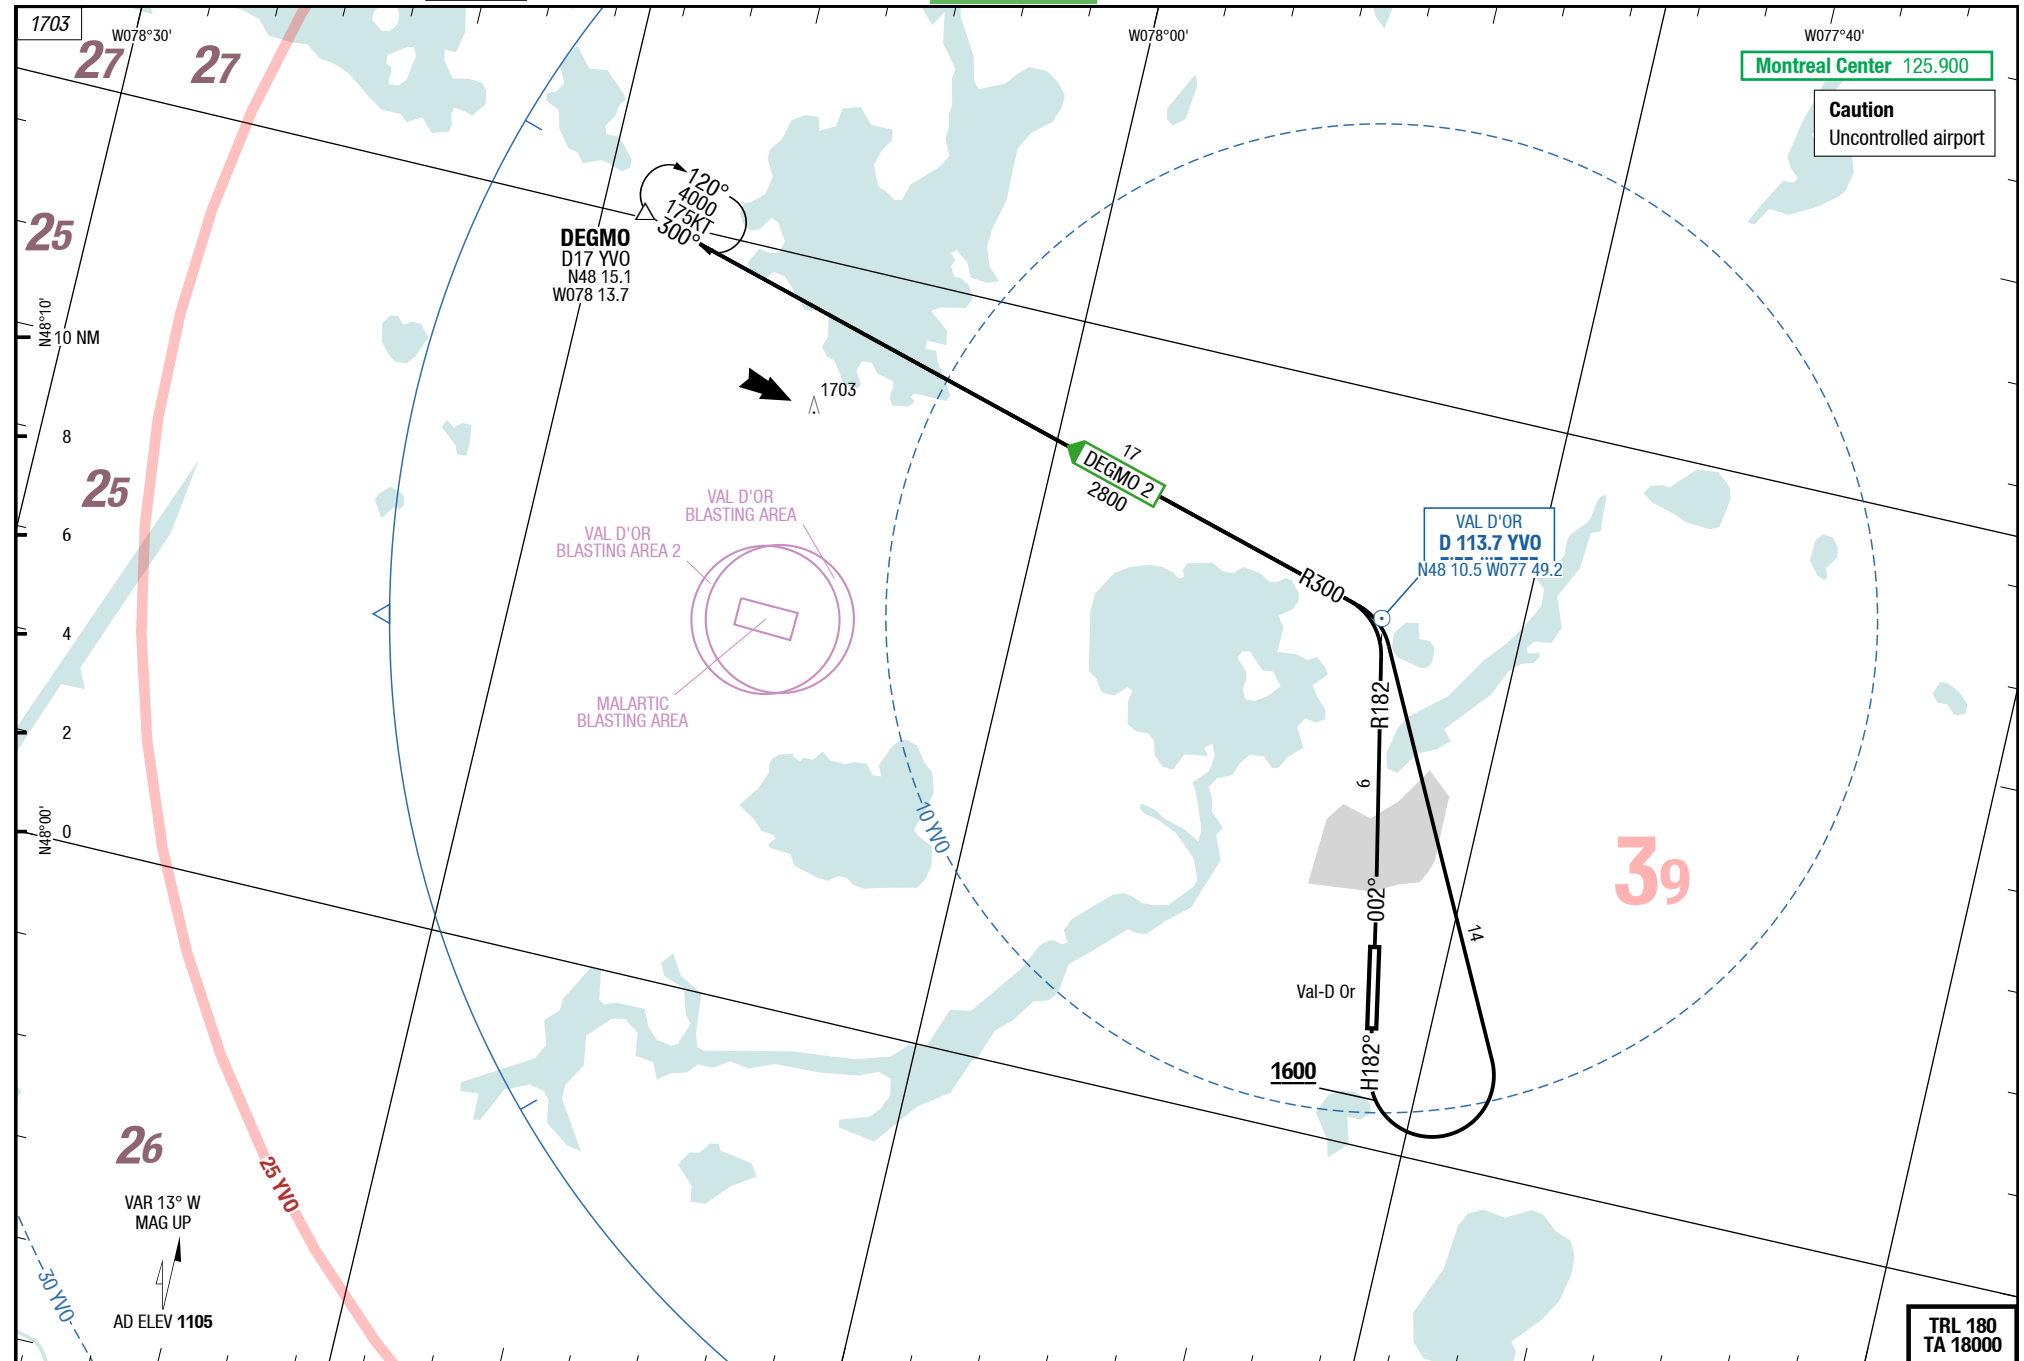 1703
W078°30'
W078°00'
W077°40'
27
27
Montreal Center 125.900
Caution
Uncontrolled airport
25
120°
4000
175KT
300°
DEGMO
D17 YVO
N48 15.1
W078 13.7
N48°10'
10 NM
1703
8
17
DEGMO 2
2800
25
VAL D'OR
BLASTING AREA
VAL D'OR
BLASTING AREA 2
6
VAL D'OR
D 113.7 YVO
N48 10.5 W077 49.2
R300
4
MALARTIC
BLASTING AREA
R182
2
6
10 YVO
N48°00'
0
39
002°
14
Val-D Or
H182°
1600
26
25 YVO
VAR 13° W
MAG UP
30 YVO
AD ELEV 1105
TRL 180
TA 18000